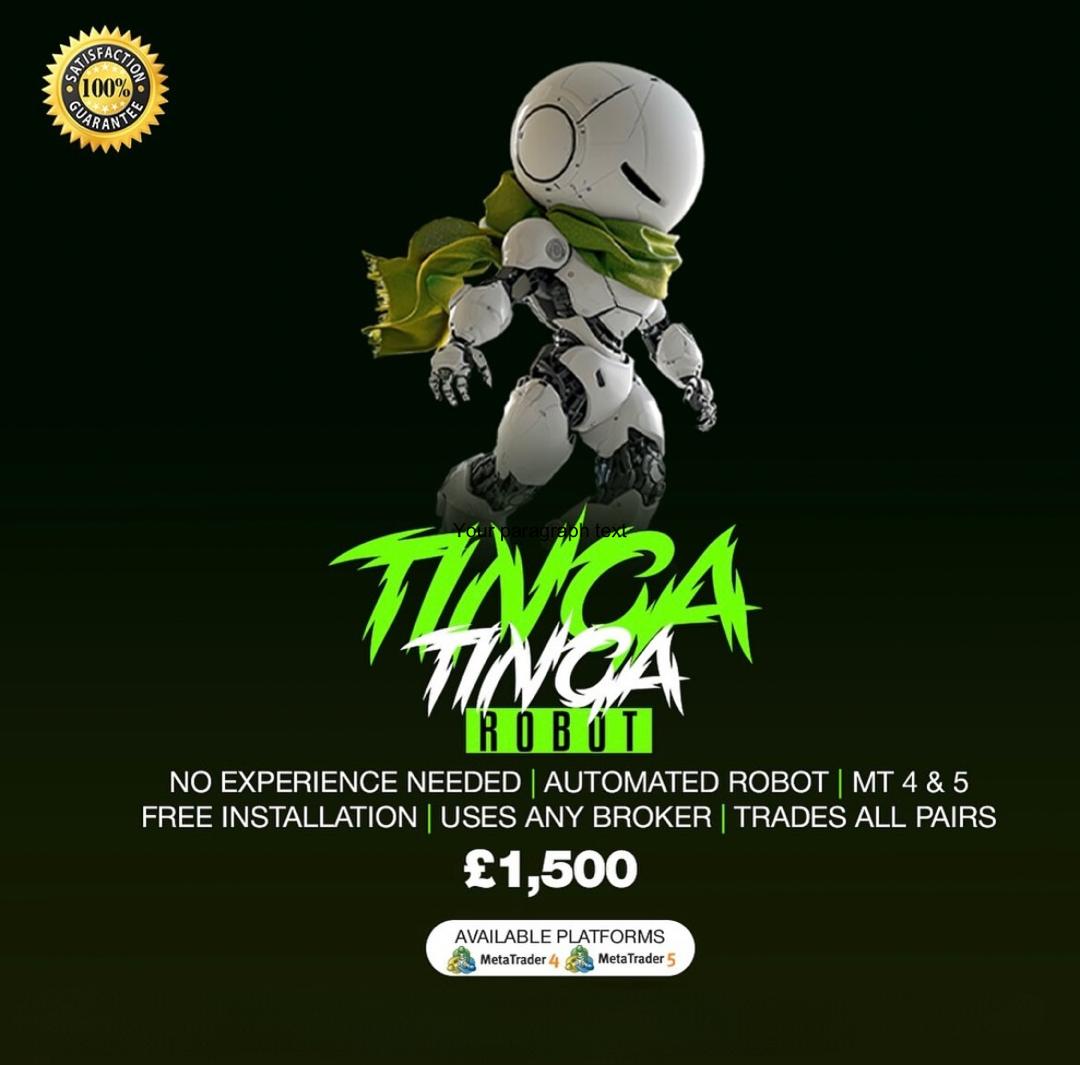 SATISFACTION
100%
GUARANTEE
Your paragraph text
TINGA
TINGA
ROBOT
NO EXPERIENCE NEEDED | AUTOMATED ROBOT | MT 4 & 5
FREE INSTALLATION | USES ANY BROKER | TRADES ALL PAIRS
£1,500
AVAILABLE PLATFORMS
MetaTrader 4 MetaTrader 5